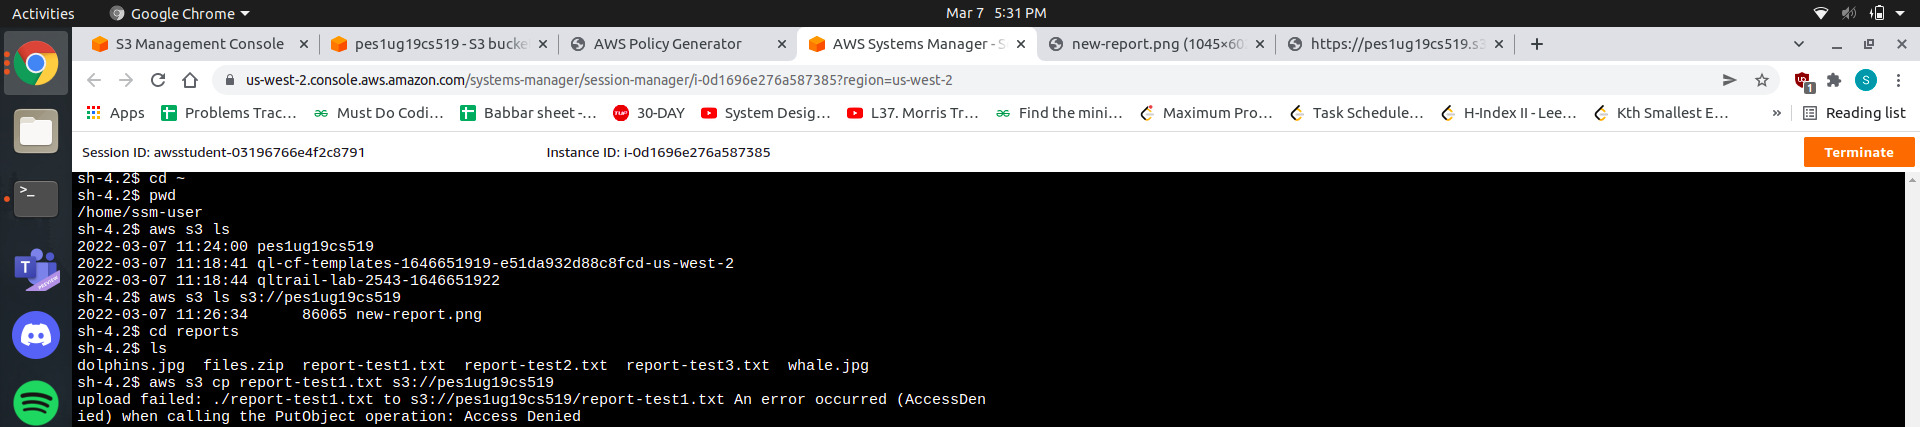 Activities Google Chrome Mar 7 5:31 PM
S3 Management Console pes1ug19cs519 - S3 bucke AWS Policy Generator AWS Systems Manager - S new-report.png (1045×60 https://pes1ug19cs519.s
us-west-2.console.aws.amazon.com/systems-manager/session-manager/i-0d1696e276a587385?region=us-west-2 1 S
Apps Problems Trac... Must Do Codi... Babbar sheet -... 30-DAY System Desig... L37. Morris Tr... Find the mini... Maximum Pro... Task Schedule... H-Index II - Lee... Kth Smallest E... » Reading list
Session ID: awsstudent-03196766e4f2c8791 Instance ID: i-0d1696e276a587385 Terminate
sh-4.2$ cd ~
sh-4.2$ pwd
/home/ssm-user
sh-4.2$ aws s3 ls
2022-03-07 11:24:00 pes1ug19cs519
2022-03-07 11:18:41 ql-cf-templates-1646651919-e51da932d88c8fcd-us-west-2
2022-03-07 11:18:44 qltrail-lab-2543-1646651922
sh-4.2$ aws s3 ls s3://pes1ug19cs519
2022-03-07 11:26:34      86065 new-report.png
sh-4.2$ cd reports
sh-4.2$ ls
dolphins.jpg  files.zip  report-test1.txt  report-test2.txt  report-test3.txt  whale.jpg
sh-4.2$ aws s3 cp report-test1.txt s3://pes1ug19cs519
upload failed: ./report-test1.txt to s3://pes1ug19cs519/report-test1.txt An error occurred (AccessDen
ied) when calling the PutObject operation: Access Denied